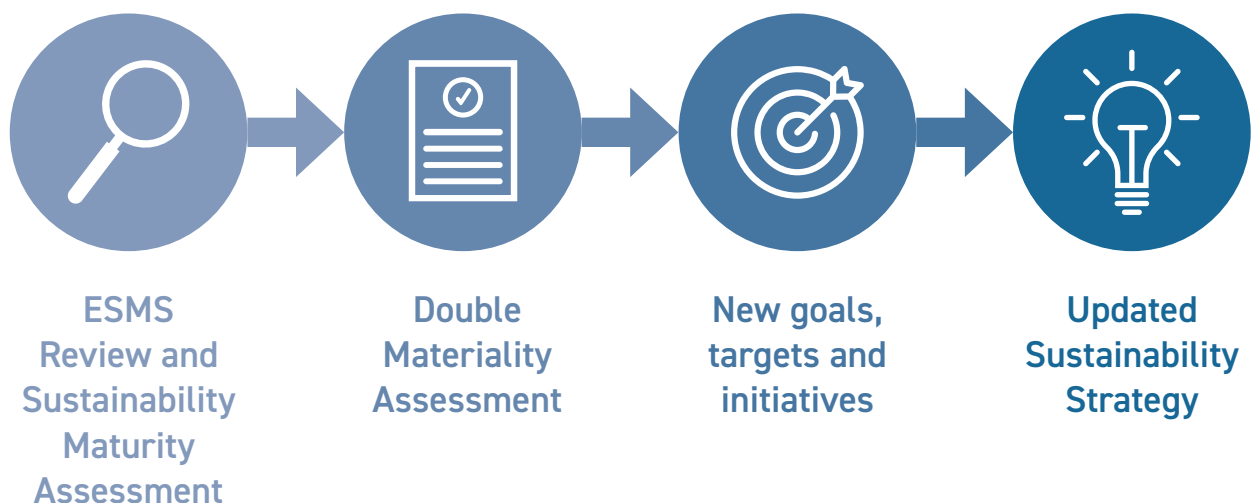 ESMS
Review and
Sustainability
Maturity
Assessment
Double
Materiality
Assessment
New goals,
targets and
initiatives
Updated
Sustainability
Strategy